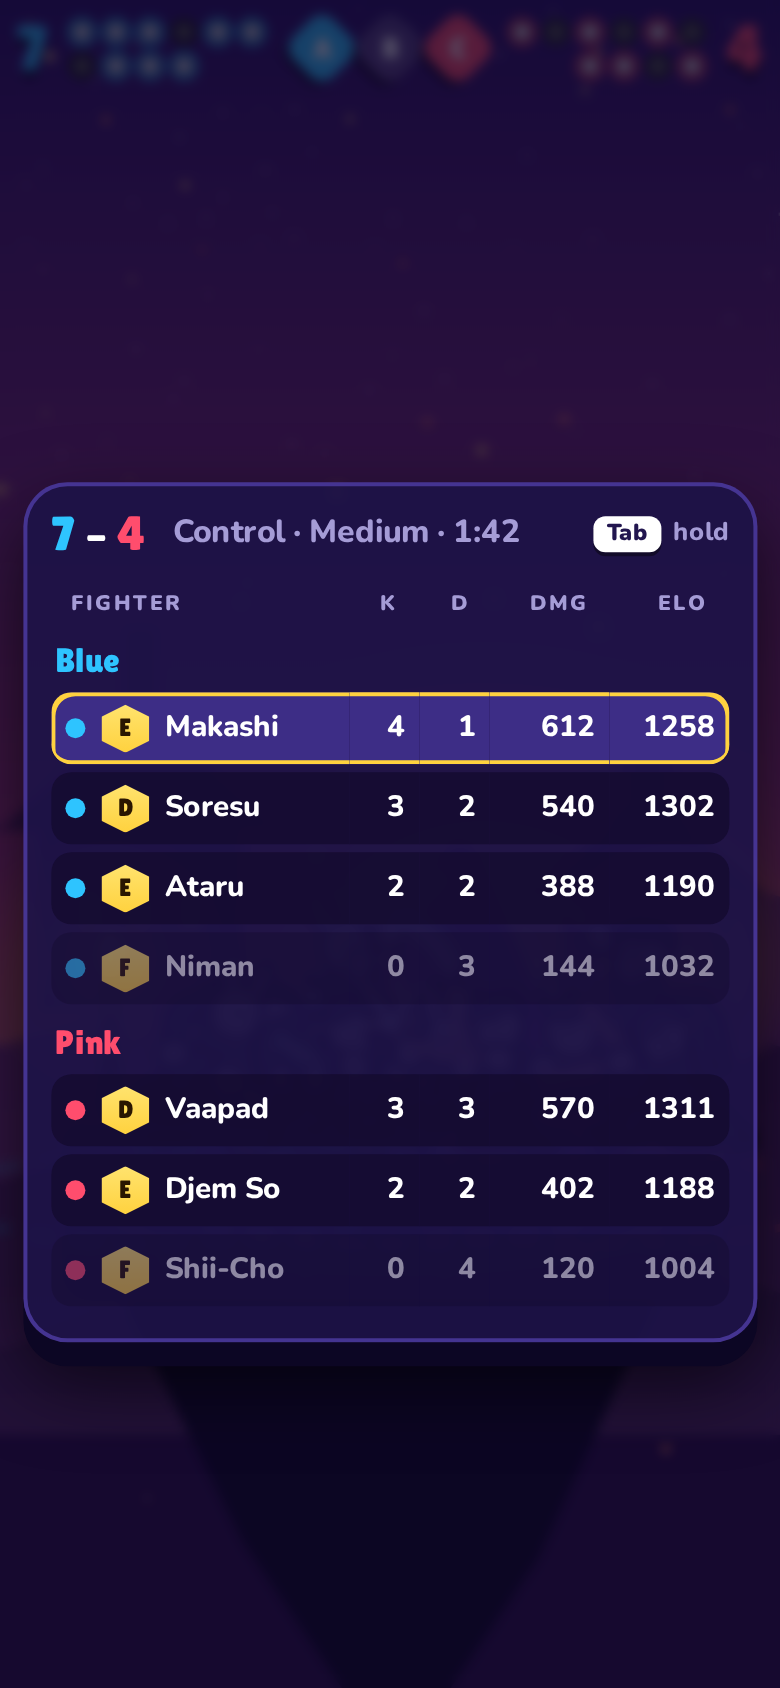 7 4
7 - 4 Control · Medium · 1:42 Tab hold
FIGHTER K D DMG ELO
Blue
E Makashi 4 1 612 1258
D Soresu 3 2 540 1302
E Ataru 2 2 388 1190
F Niman 0 3 144 1032
Pink
D Vaapad 3 3 570 1311
E Djem So 2 2 402 1188
F Shii-Cho 0 4 120 1004